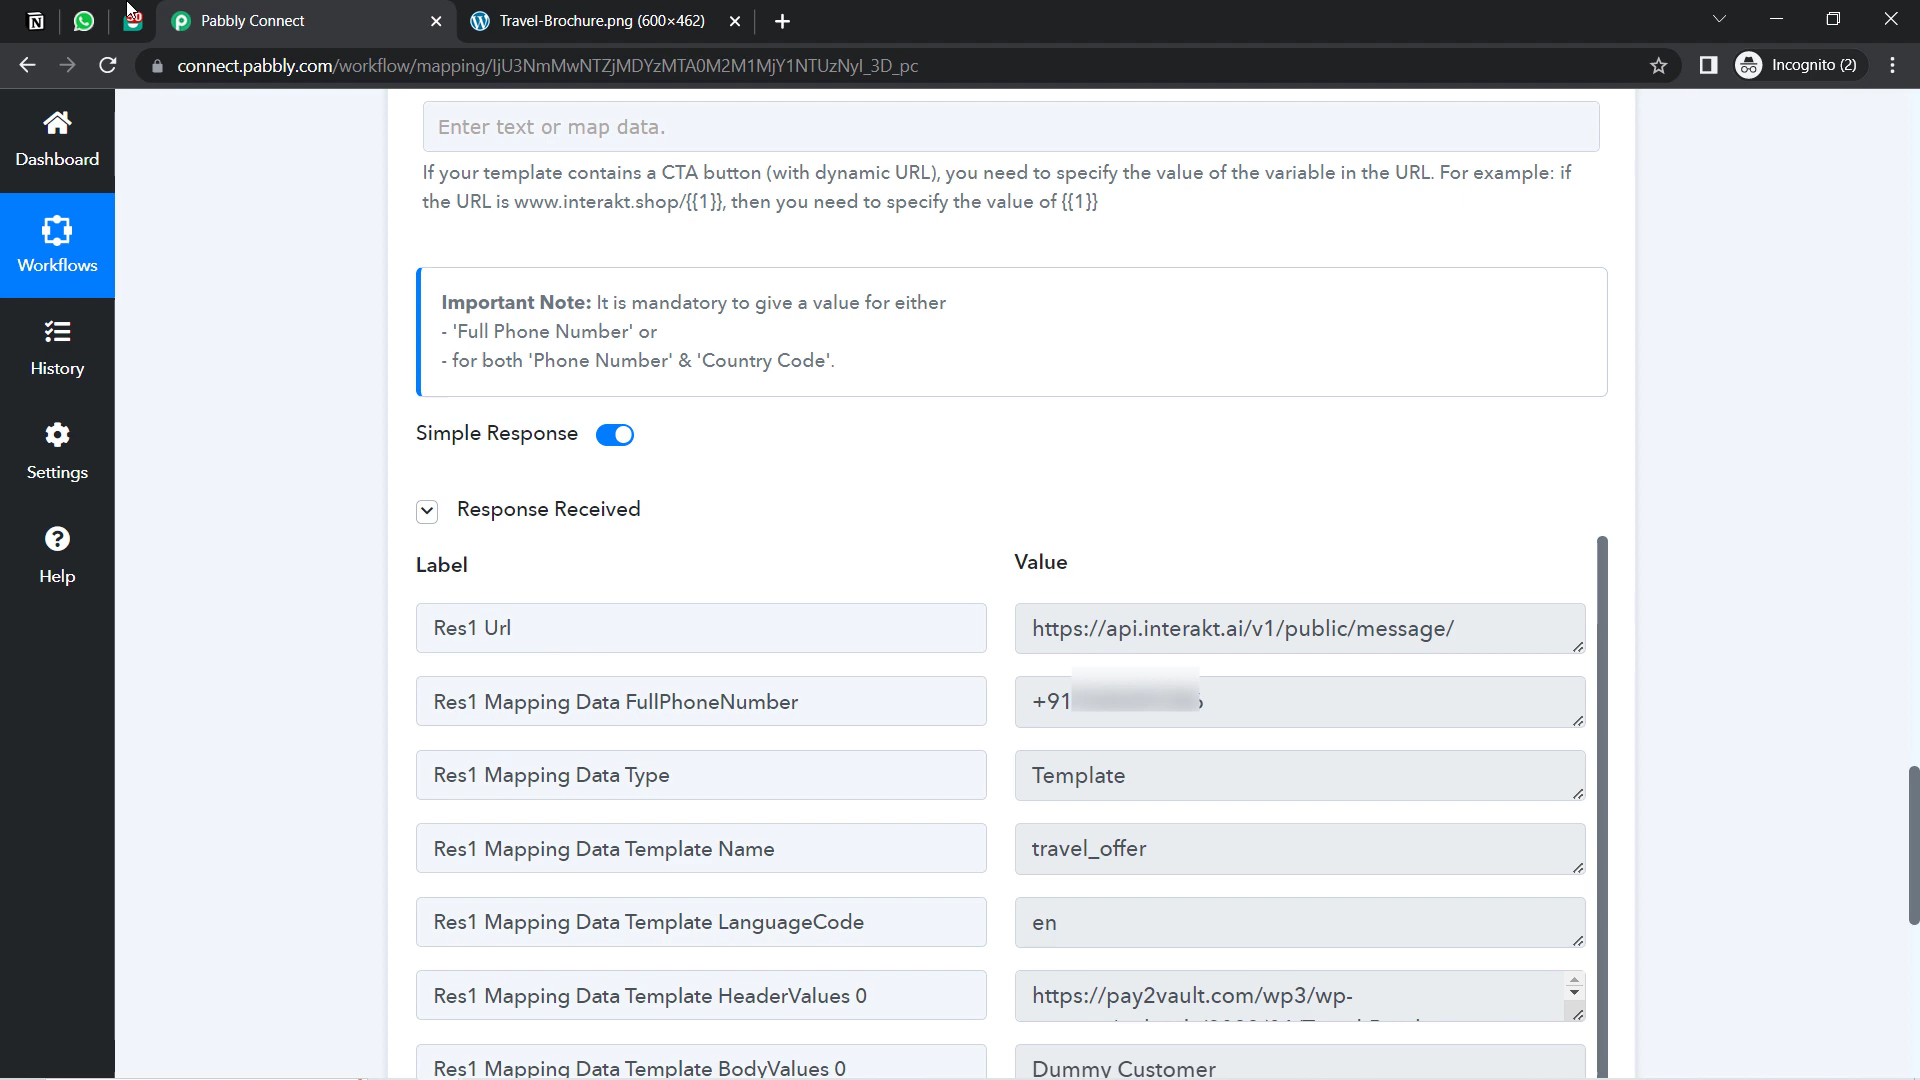 Pabbly Connect
Travel-Brochure.png (600×462)
connect.pabbly.com/workflow/mapping/IjU3NmMwNTZjMDYzMTA0M2M1MjY1NTUzNyI_3D_pc
Incognito (2)
Dashboard
Workflows
History
Settings
Help
Enter text or map data.
If your template contains a CTA button (with dynamic URL), you need to specify the value of the variable in the URL. For example: if
the URL is www.interakt.shop/{{1}}, then you need to specify the value of {{1}}
Important Note: It is mandatory to give a value for either
- 'Full Phone Number' or
- for both 'Phone Number' & 'Country Code'.
Simple Response
Response Received
Label
Value
Res1 Url
https://api.interakt.ai/v1/public/message/
Res1 Mapping Data FullPhoneNumber
+91
Res1 Mapping Data Type
Template
Res1 Mapping Data Template Name
travel_offer
Res1 Mapping Data Template LanguageCode
en
Res1 Mapping Data Template HeaderValues 0
https://pay2vault.com/wp3/wp-
Res1 Mapping Data Template BodyValues 0
Dummy Customer